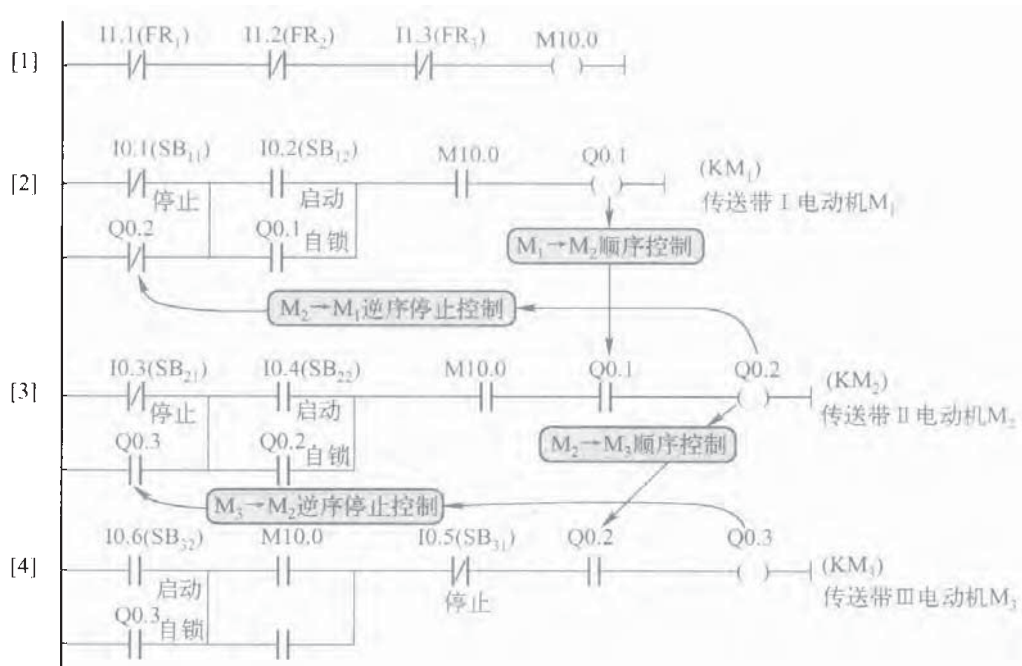 I1.1(FR₁) I1.2(FR₂) I1.3(FR₃) M10.0
[1]
I0.1(SB₁₁) I0.2(SB₁₂) M10.0 Q0.1
[2] (KM₁)
停止 启动 传送带Ⅰ电动机M₁
Q0.2 Q0.1 自锁
M₁→M₂顺序控制
M₂→M₁逆序停止控制
I0.3(SB₂₁) I0.4(SB₂₂) M10.0 Q0.1 Q0.2
[3] (KM₂)
停止 启动 传送带Ⅱ电动机M₂
Q0.3 Q0.2 自锁
M₂→M₃顺序控制
M₃→M₂逆序停止控制
I0.6(SB₃₂) M10.0 I0.5(SB₃₁) Q0.2 Q0.3
[4] (KM₃)
启动 停止 传送带Ⅲ电动机M₃
Q0.3 自锁